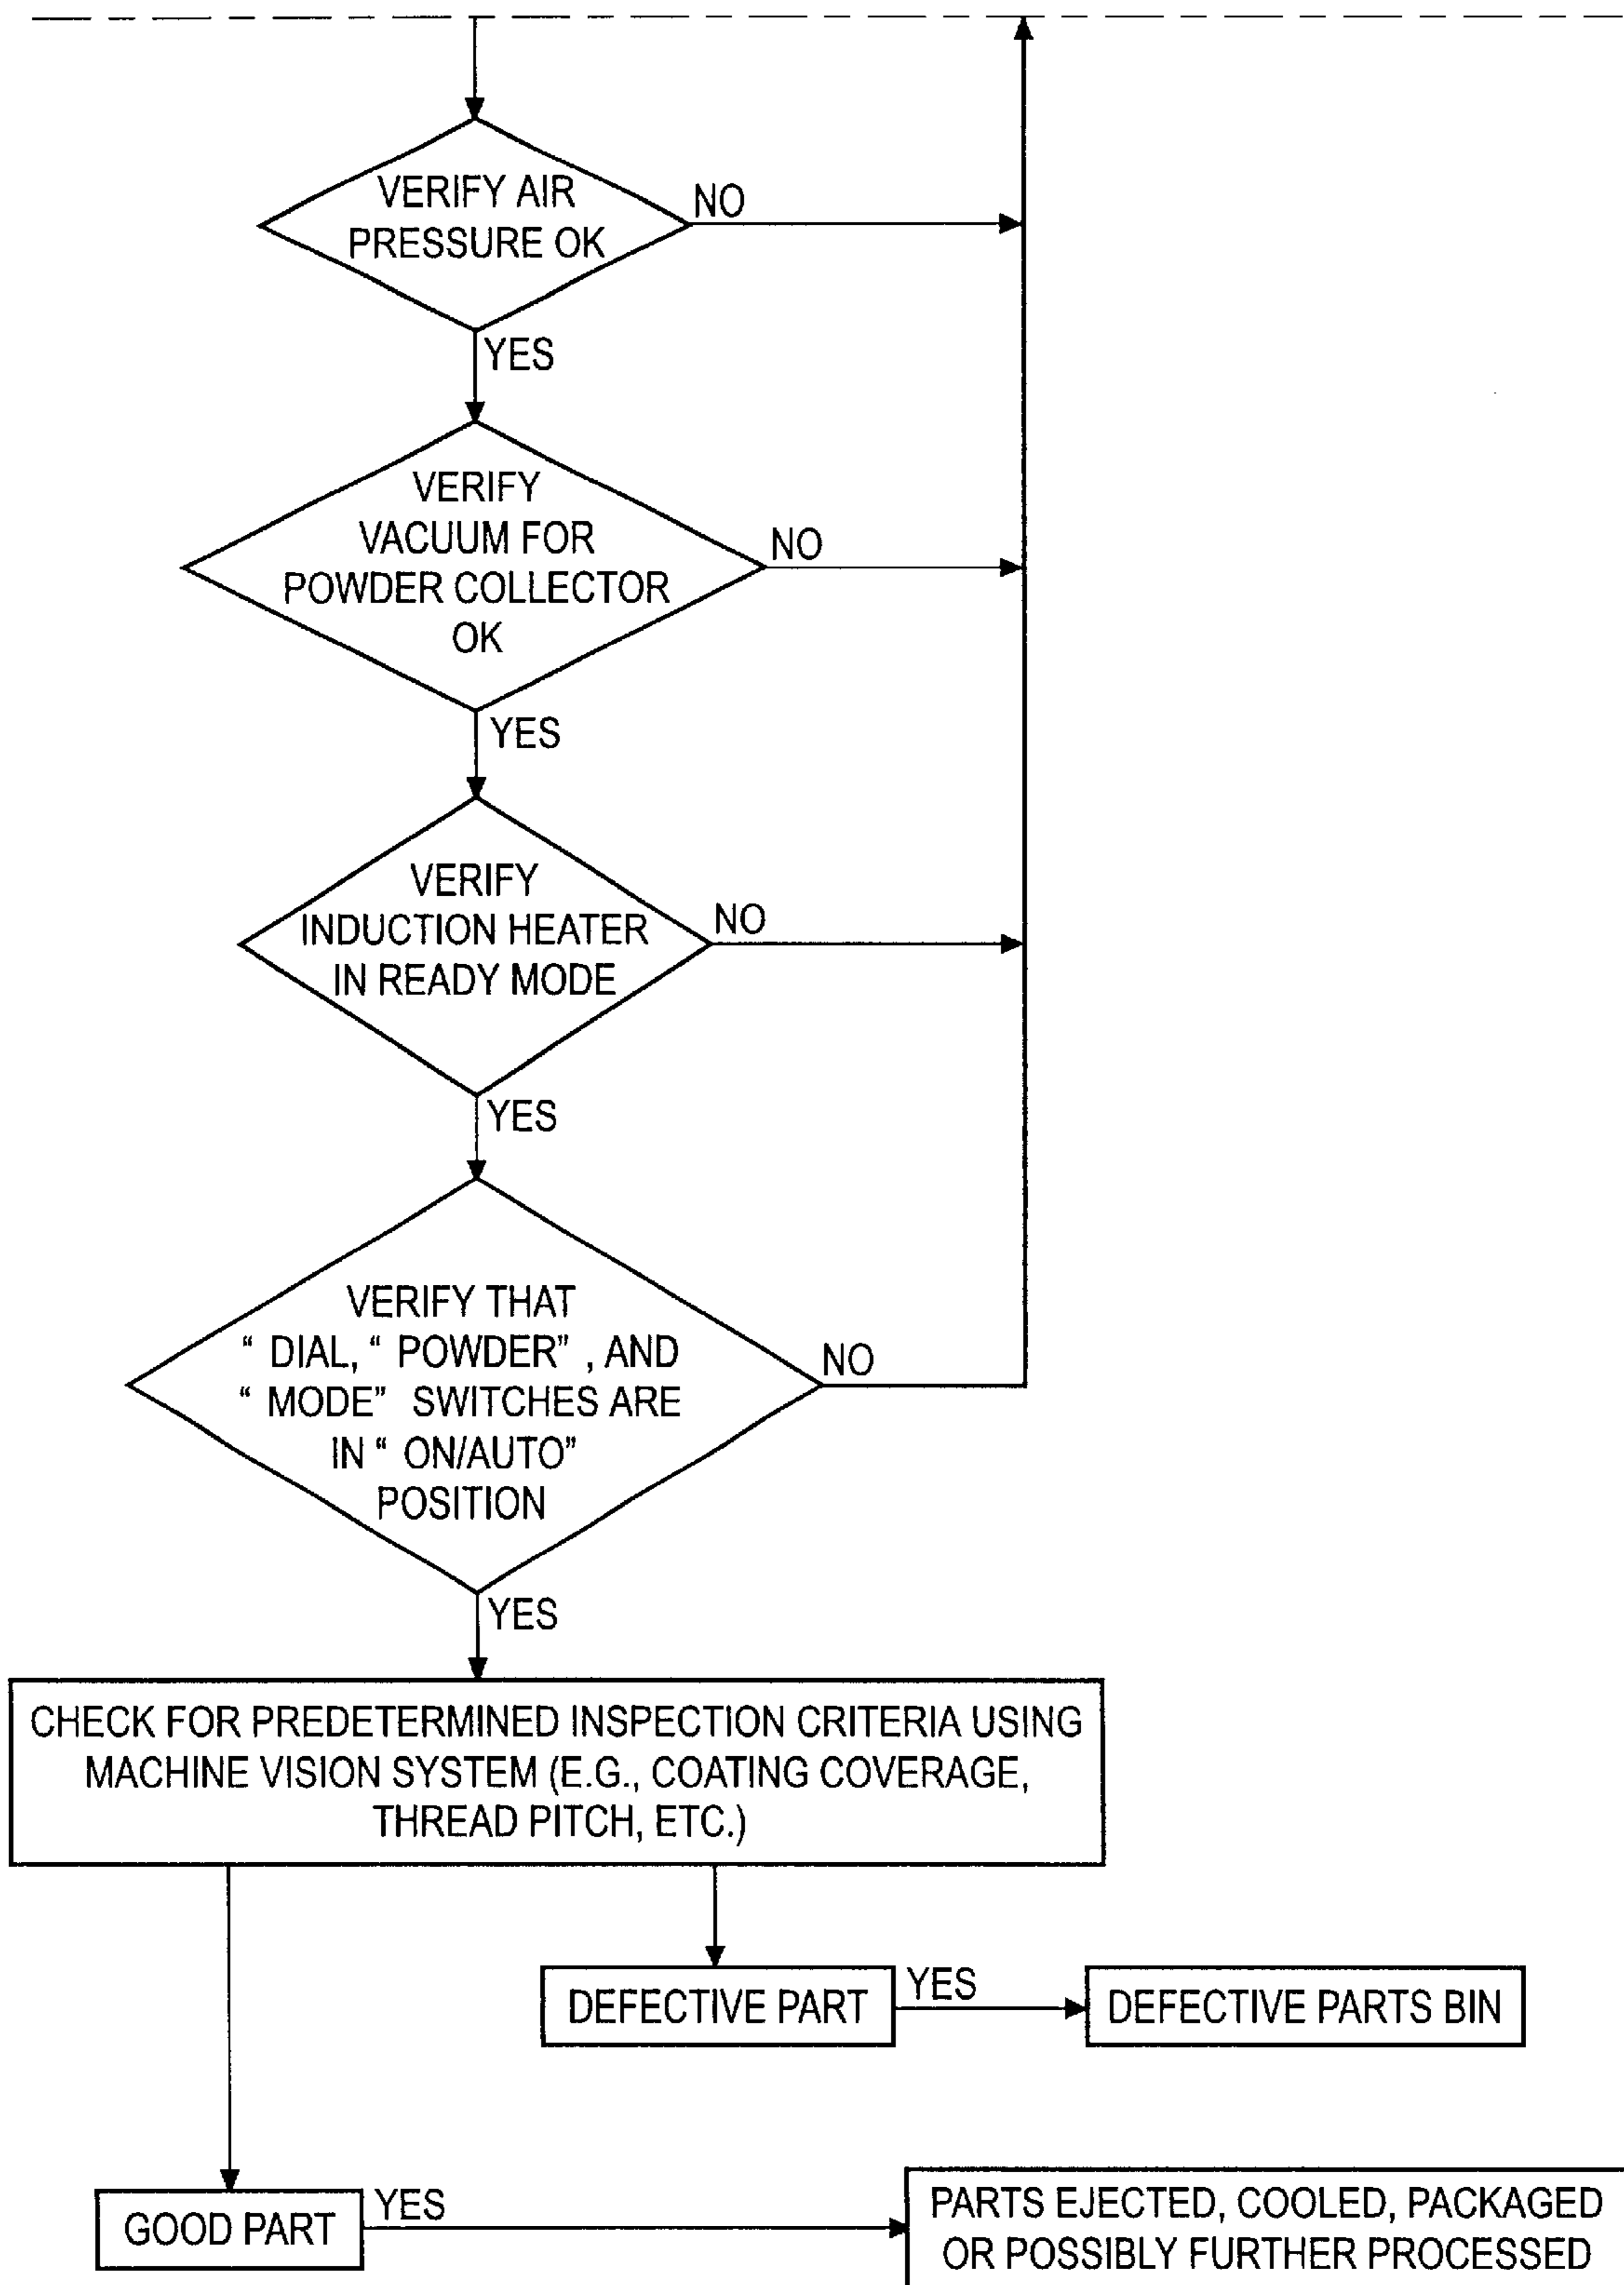 VERIFY AIR
PRESSURE OK
NO
YES
VERIFY
VACUUM FOR
POWDER COLLECTOR
OK
NO
YES
VERIFY
INDUCTION HEATER
IN READY MODE
NO
YES
VERIFY THAT
“ DIAL, “ POWDER” , AND
“ MODE” SWITCHES ARE
IN “ ON/AUTO”
POSITION
NO
YES
CHECK FOR PREDETERMINED INSPECTION CRITERIA USING
MACHINE VISION SYSTEM (E.G., COATING COVERAGE,
THREAD PITCH, ETC.)
DEFECTIVE PART
YES
DEFECTIVE PARTS BIN
GOOD PART
YES
PARTS EJECTED, COOLED, PACKAGED
OR POSSIBLY FURTHER PROCESSED